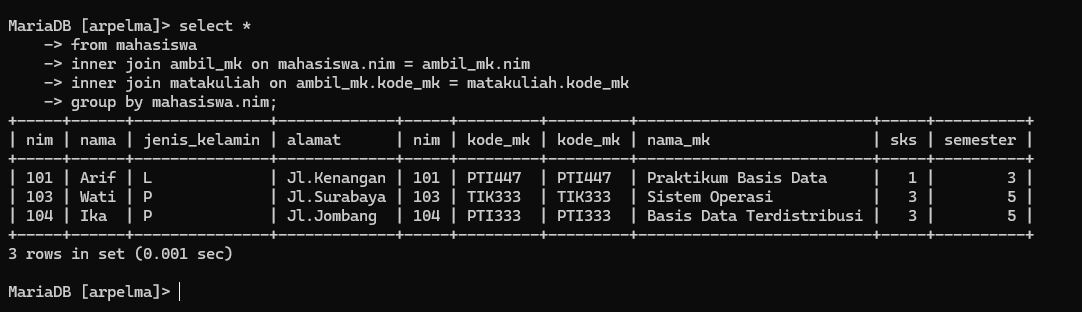 MariaDB [arpelma]> select *
    -> from mahasiswa
    -> inner join ambil_mk on mahasiswa.nim = ambil_mk.nim
    -> inner join matakuliah on ambil_mk.kode_mk = matakuliah.kode_mk
    -> group by mahasiswa.nim;
+-----+------+---------------+-------------+-----+---------+---------+--------------------------+-----+----------+
| nim | nama | jenis_kelamin | alamat      | nim | kode_mk | kode_mk | nama_mk                  | sks | semester |
+-----+------+---------------+-------------+-----+---------+---------+--------------------------+-----+----------+
| 101 | Arif | L             | Jl.Kenangan | 101 | PTI447  | PTI447  | Praktikum Basis Data     |   1 |        3 |
| 103 | Wati | P             | Jl.Surabaya | 103 | TIK333  | TIK333  | Sistem Operasi           |   3 |        5 |
| 104 | Ika  | P             | Jl.Jombang  | 104 | PTI333  | PTI333  | Basis Data Terdistribusi |   3 |        5 |
+-----+------+---------------+-------------+-----+---------+---------+--------------------------+-----+----------+
3 rows in set (0.001 sec)
MariaDB [arpelma]>